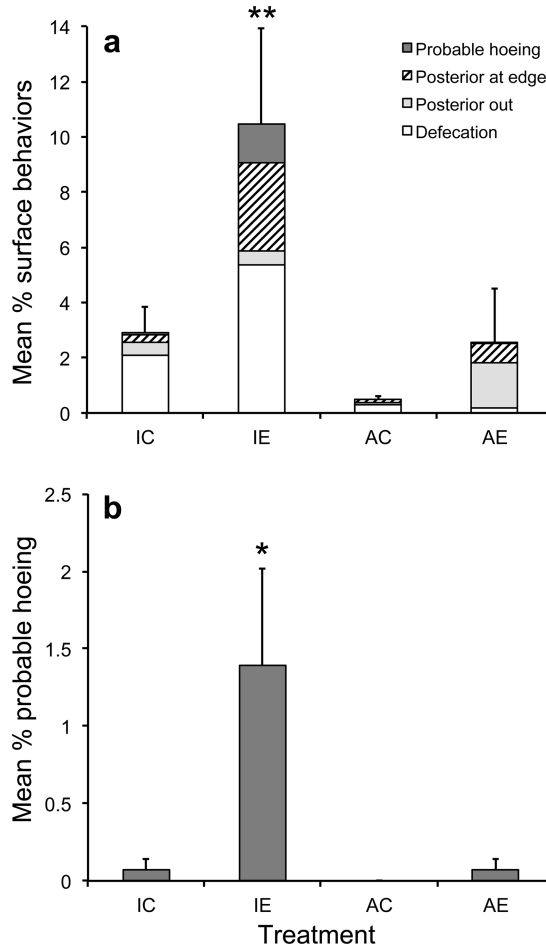 a
**
Probable hoeing
Posterior at edge
Posterior out
Defecation
Mean % surface behaviors
14
12
10
8
6
4
2
0
IC IE AC AE
b
*
Mean % probable hoeing
2.5
2
1.5
1
0.5
0
IC IE AC AE
Treatment